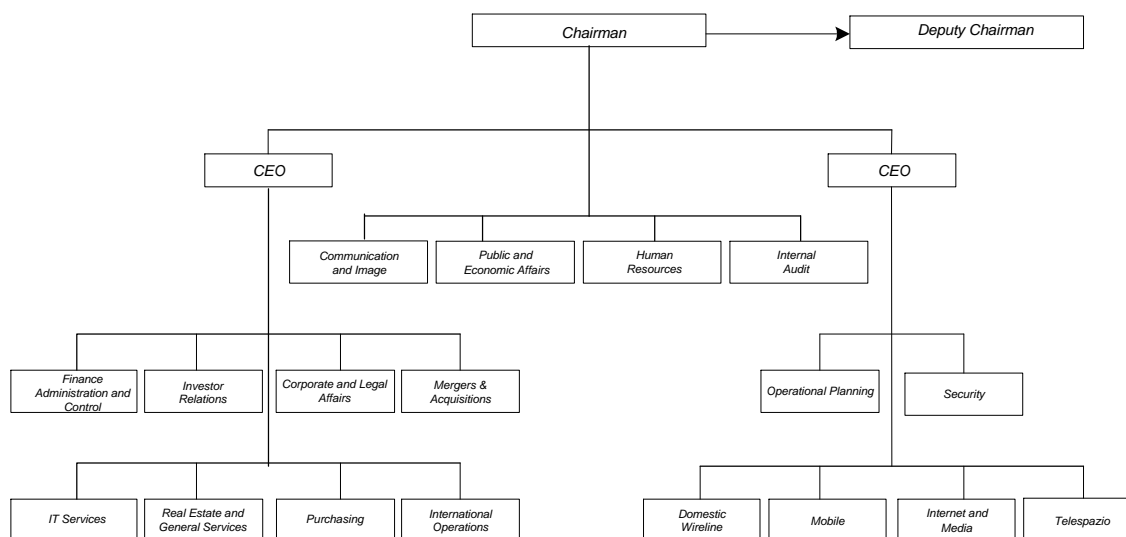 Chairman
Deputy Chairman
CEO
CEO
Communication
and Image
Public and
Economic Affairs
Human
Resources
Internal
Audit
Finance
Administration and
Control
Investor
Relations
Corporate and Legal
Affairs
Mergers &
Acquisitions
Operational Planning
Security
IT Services
Real Estate and
General Services
Purchasing
International
Operations
Domestic
Wireline
Mobile
Internet and
Media
Telespazio